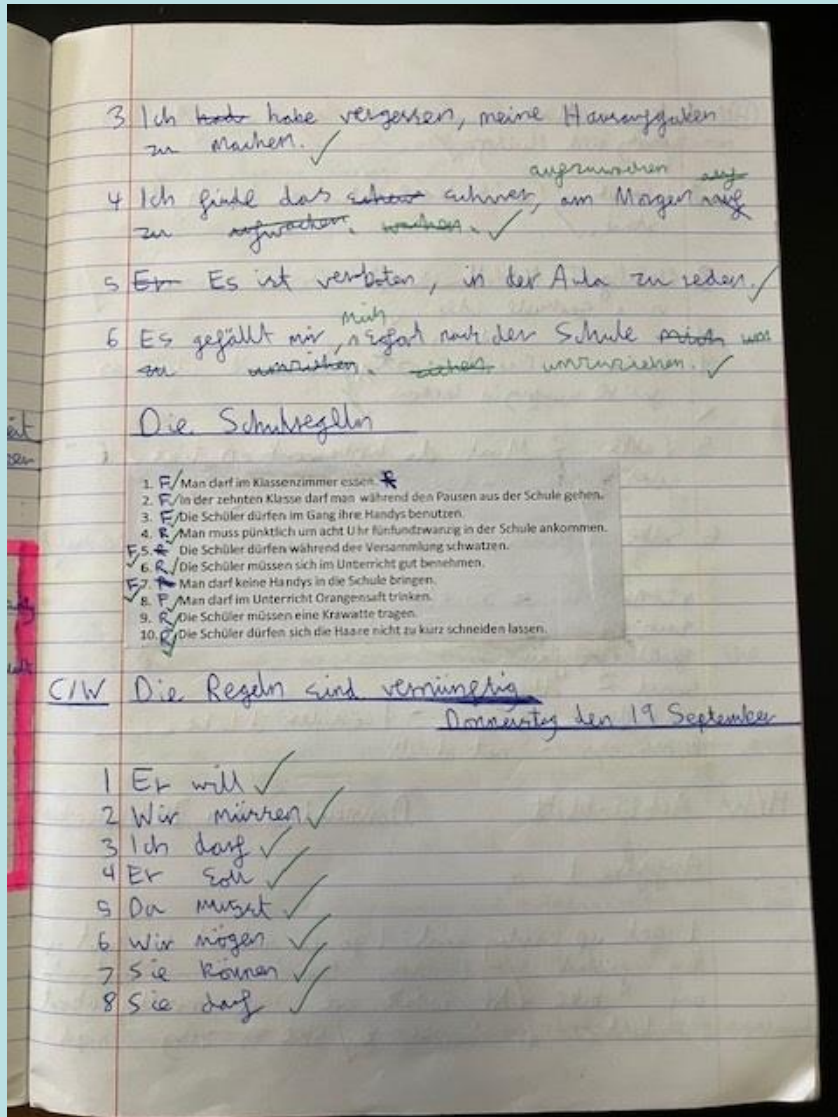 3 Ich habe vergessen, meine Hausaufgaben
zu machen. ✓
aufzuwachen
4 Ich finde das schwer, am Morgen
zu aufwachen. wachen. ✓
5 Er Es ist verboten, in der Aula zu reden. ✓
mich
6 Es gefällt mir, sofort nach der Schule mich um
zu umziehen. ziehen. umzuziehen. ✓
Die Schulregeln
1. F ✓ Man darf im Klassenzimmer essen. R
2. F ✓ In der zehnten Klasse darf man während den Pausen aus der Schule gehen.
3. F ✓ Die Schüler dürfen im Gang ihre Handys benutzen.
4. R ✓ Man muss pünktlich um acht Uhr fünfundzwanzig in der Schule ankommen.
F ✓ 5. Die Schüler dürfen während der Versammlung schwatzen.
6. R ✓ Die Schüler müssen sich im Unterricht gut benehmen.
F ✓ 7. Man darf keine Handys in die Schule bringen.
8. F ✓ Man darf im Unterricht Orangensaft trinken.
9. R ✓ Die Schüler müssen eine Krawatte tragen.
10. R ✓ Die Schüler dürfen sich die Haare nicht zu kurz schneiden lassen.
C/W Die Regeln sind vernünftig
Donnerstag den 19 September
1 Er will ✓
2 Wir müssen ✓
3 Ich darf ✓
4 Er soll ✓
5 Du musst ✓
6 Wir mögen ✓
7 Sie können ✓
8 Sie darf ✓